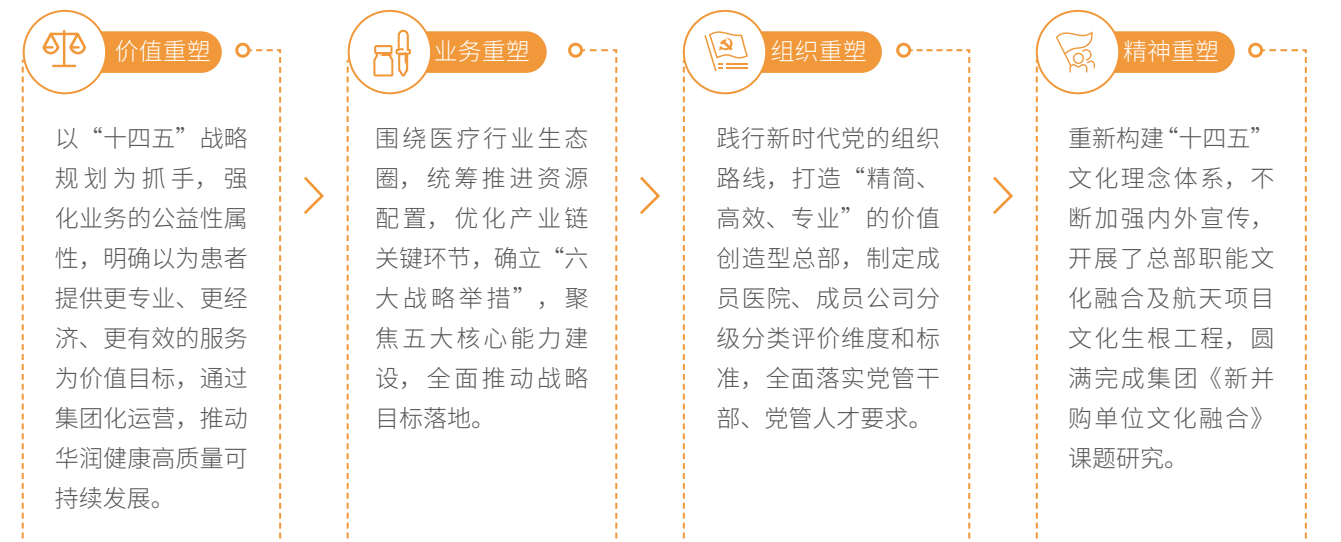 价值重塑
以“十四五”战略
规划为抓手，强
化业务的公益性属
性，明确以为患者
提供更专业、更经
济、更有效的服务
为价值目标，通过
集团化运营，推动
华润健康高质量可
持续发展。
业务重塑
围绕医疗行业生态
圈，统筹推进资源
配置，优化产业链
关键环节，确立“六
大战略举措”，聚
焦五大核心能力建
设，全面推动战略
目标落地。
组织重塑
践行新时代党的组织
路线，打造“精简、
高效、专业”的价值
创造型总部，制定成
员医院、成员公司分
级分类评价维度和标
准，全面落实党管干
部、党管人才要求。
精神重塑
重新构建“十四五”
文化理念体系，不
断加强内外宣传，
开展了总部职能文
化融合及航天项目
文化生根工程，圆
满完成集团《新并
购单位文化融合》
课题研究。